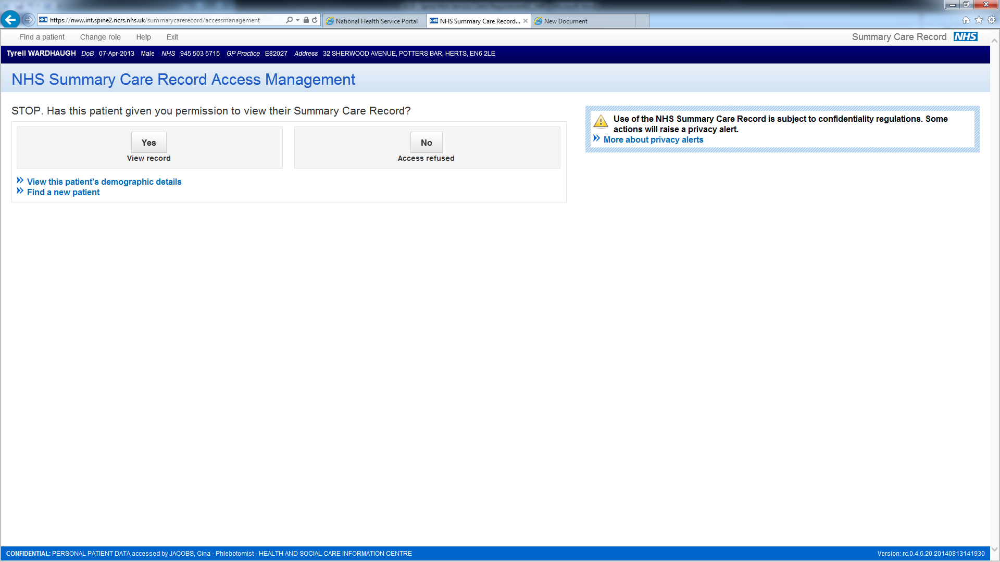 https://nww.int.spine2.ncrs.nhs.uk/summarycarerecord/accessmanagement
National Health Service Portal
NHS Summary Care Record...
New Document
Find a patient Change role Help Exit
Summary Care Record NHS
Tyrell WARDHAUGH DoB 07-Apr-2013 Male NHS 945 503 5715 GP Practice E82027 Address 32 SHERWOOD AVENUE, POTTERS BAR, HERTS, EN6 2LE
NHS Summary Care Record Access Management
STOP. Has this patient given you permission to view their Summary Care Record?
Yes
View record
No
Access refused
View this patient's demographic details
Find a new patient
Use of the NHS Summary Care Record is subject to confidentiality regulations. Some
actions will raise a privacy alert.
More about privacy alerts
CONFIDENTIAL: PERSONAL PATIENT DATA accessed by JACOBS, Gina - Phlebotomist - HEALTH AND SOCIAL CARE INFORMATION CENTRE
Version: rc.0.4.6.20.20140813141930